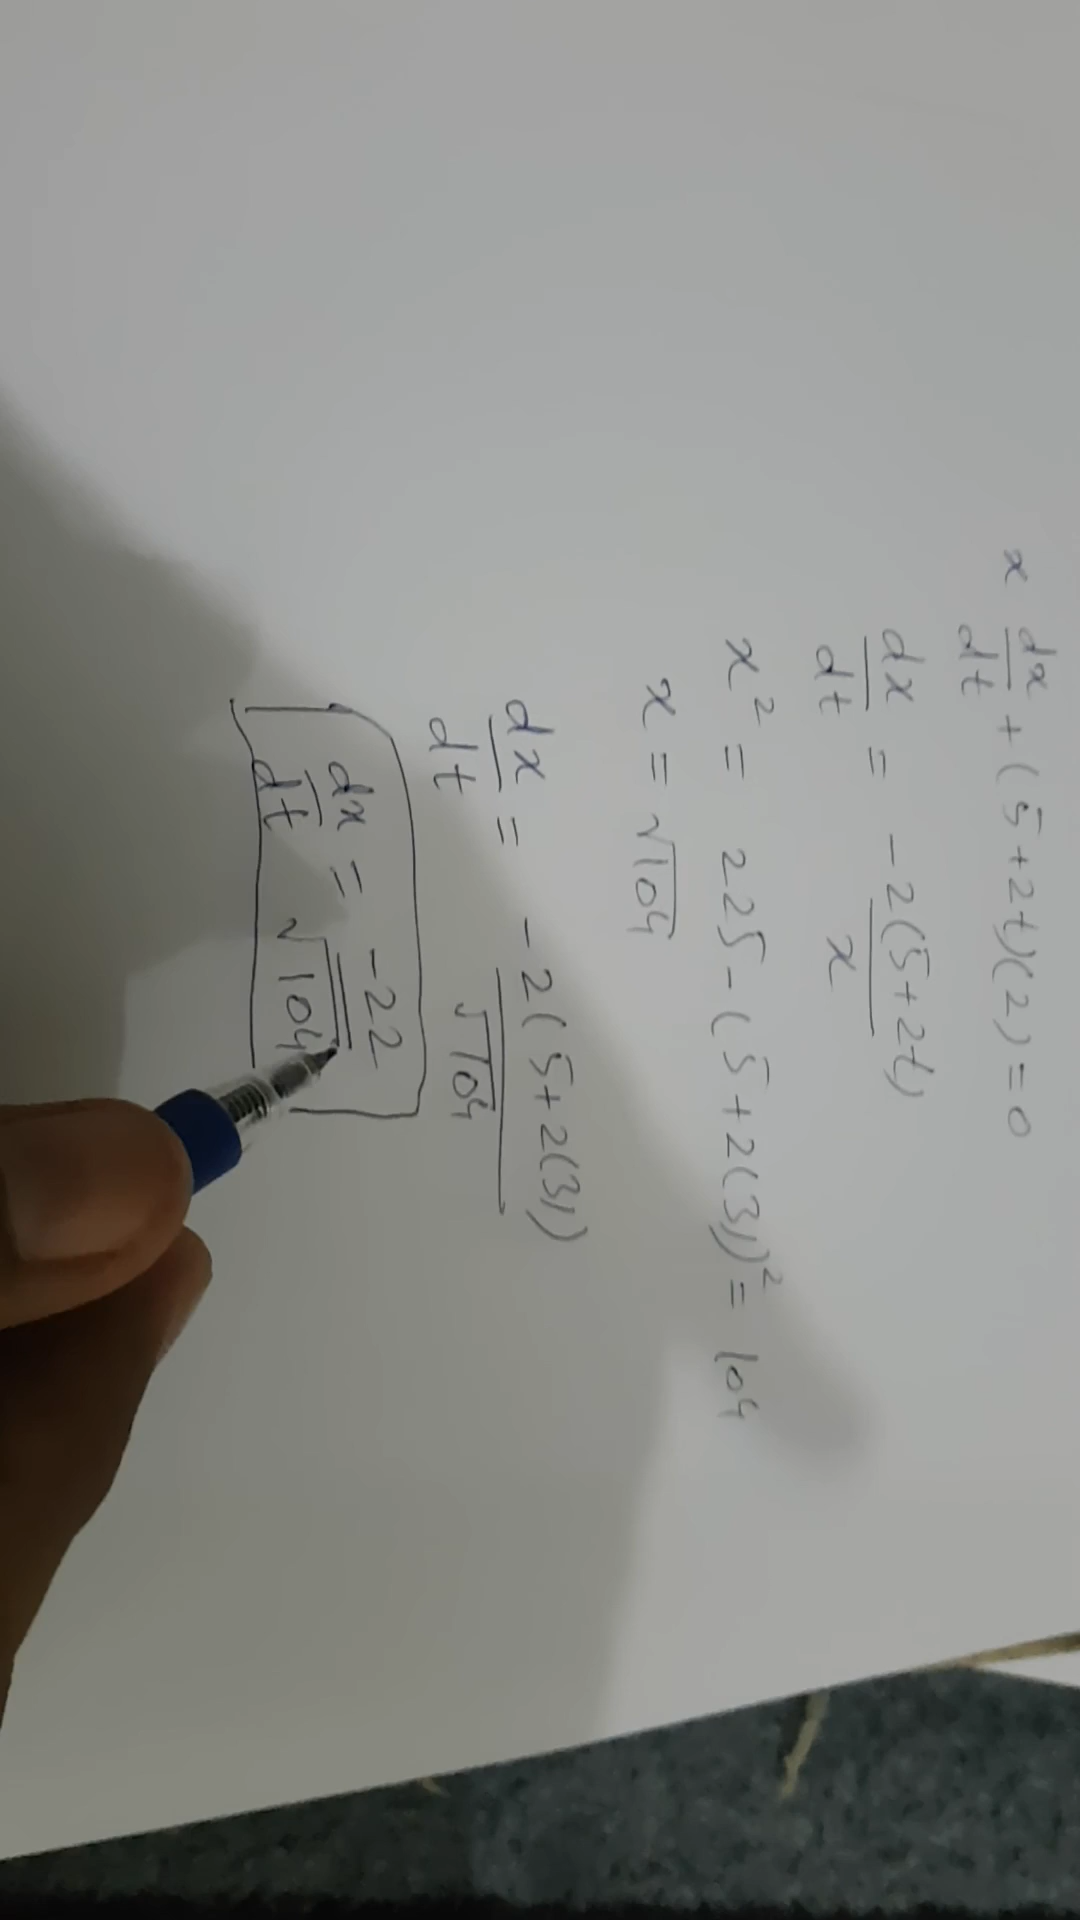 x dx/dt + (5+2t)(2) = 0
dx/dt = -2(5+2t)/x
x² = 225 - (5+2(3))² = 104
x = √104
dx/dt = -2(5+2(3))/√104
dx/dt = -22/√104